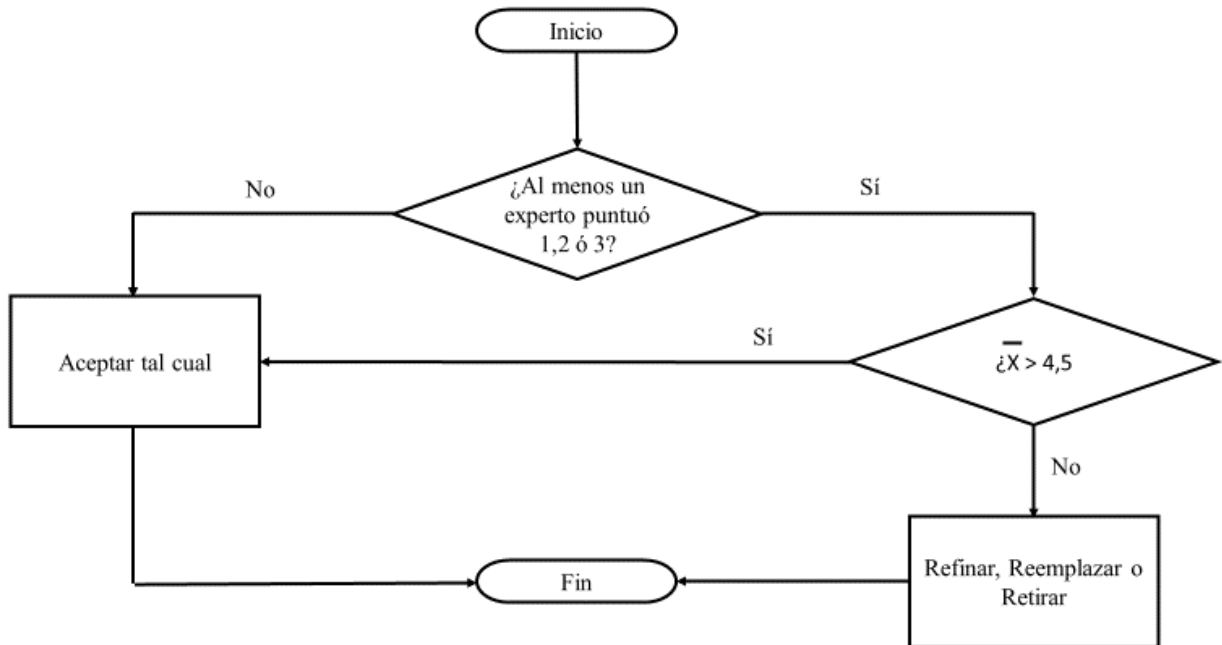 Inicio
No
¿Al menos un
experto puntuó
1,2 ó 3?
Sí
Aceptar tal cual
Sí
¿X̅ > 4,5
No
Refinar, Reemplazar o
Retirar
Fin